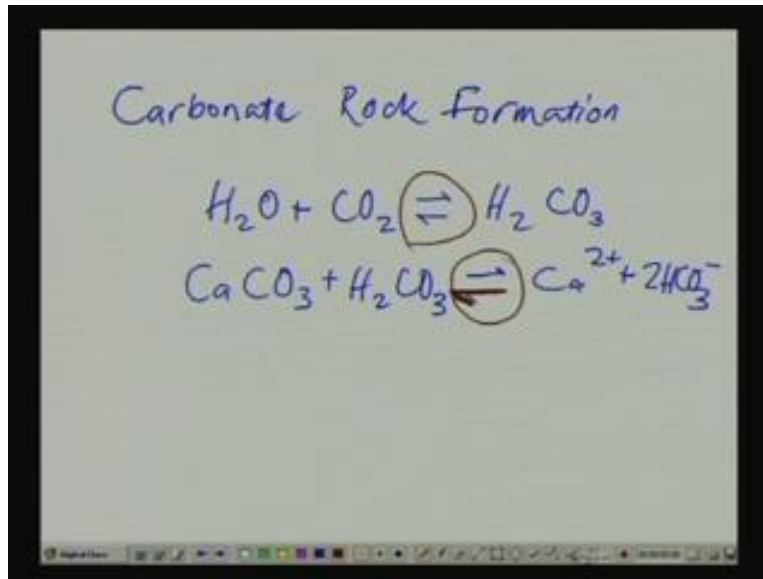 Carbonate Rock Formation
H₂O + CO₂ ⇌ H₂CO₃
CaCO₃ + H₂CO₃ ⇌ Ca²⁺ + 2HCO₃⁻